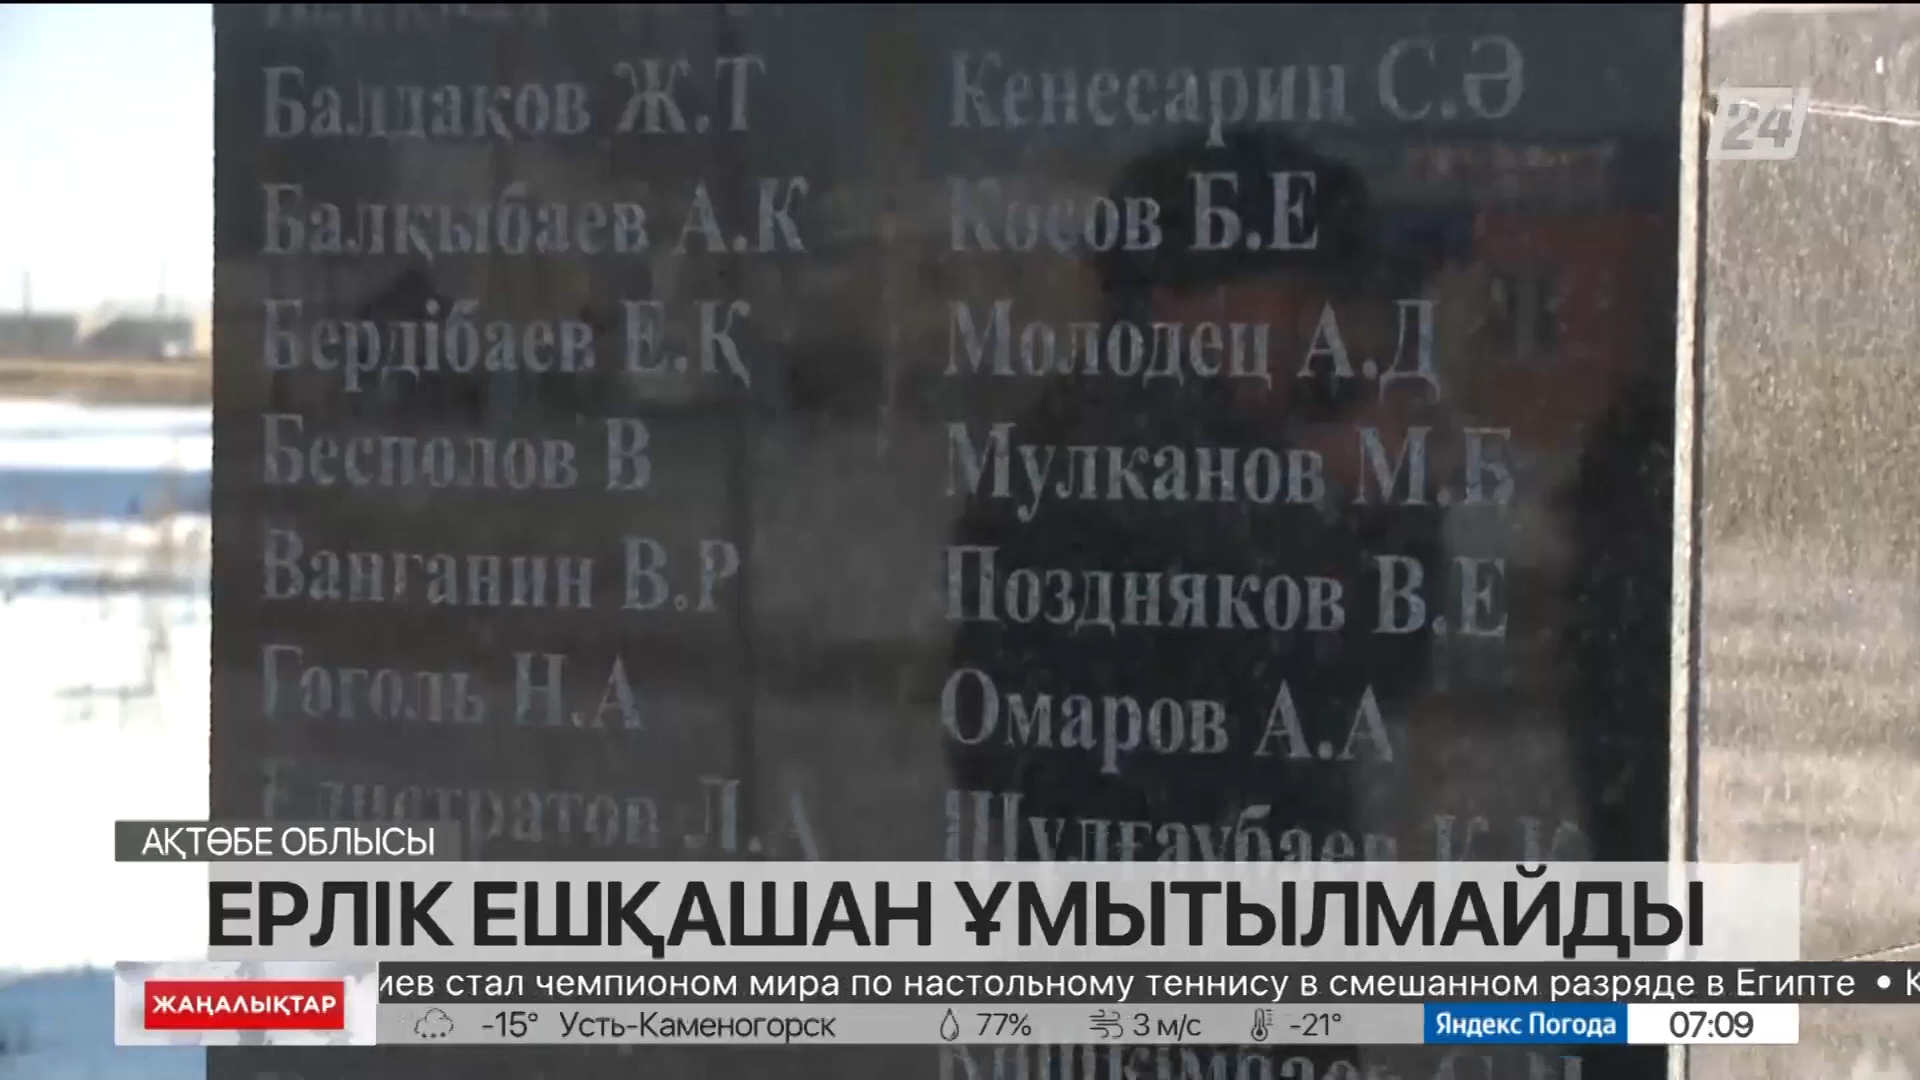 Балдақов Ж.Т
Балқыбаев А.К
Бердібаев Е.Қ
Бесполов В
Ванганин В.Р
Гоголь Н.А
Елистратов Л.А
Кенесарин С.Ә
Косов Б.Е
Молодец А.Д
Мулканов М.Б
Поздняков В.Е
Омаров А.А
Шұлғаубаев К.К
24
АҚТӨБЕ ОБЛЫСЫ
ЕРЛІК ЕШҚАШАН ҰМЫТЫЛМАЙДЫ
ЖАҢАЛЫҚТАР
иев стал чемпионом мира по настольному теннису в смешанном разряде в Египте • К
-15° Усть-Каменогорск 77% 3 м/с -21° Яндекс Погода 07:09